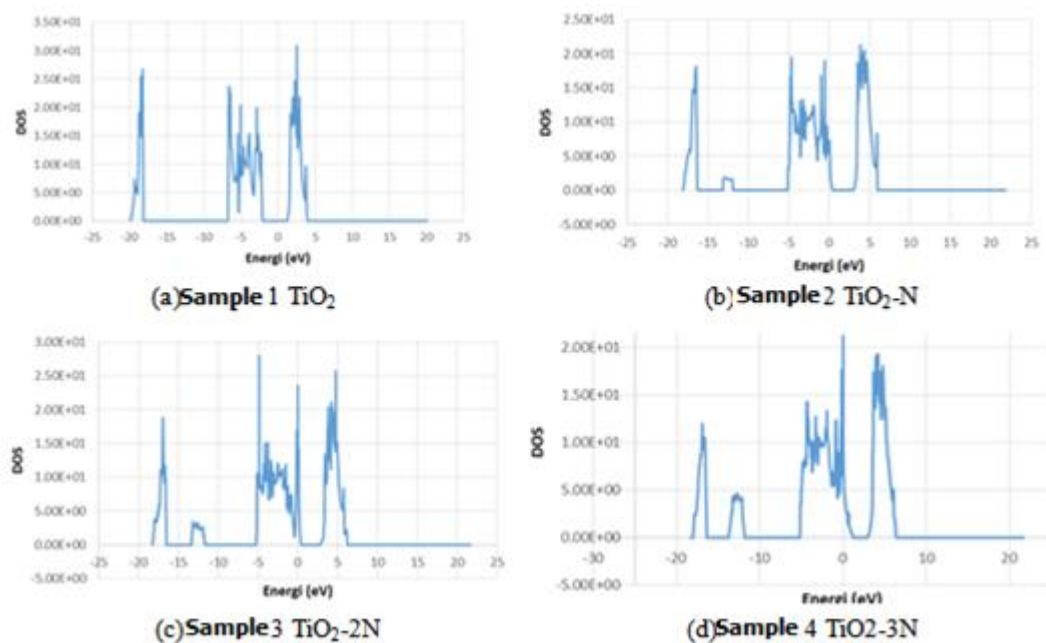 3.50E+01
3.00E+01
2.50E+01
2.00E+01
1.50E+01
1.00E+01
5.00E+00
0.00E+00
DOS
-25 -20 -15 -10 -5 0 5 10 15 20 25
Energi (eV)
(a)Sample 1 TiO₂
2.50E+01
2.00E+01
1.50E+01
1.00E+01
5.00E+00
0.00E+00
-5.00E+00
DOS
-25 -20 -15 -10 -5 0 5 10 15 20 25
Energi (eV)
(b) Sample 2 TiO₂-N
3.00E+01
2.50E+01
2.00E+01
1.50E+01
1.00E+01
5.00E+00
0.00E+00
-5.00E+00
DOS
-25 -20 -15 -10 -5 0 5 10 15 20 25
Energi (eV)
(c) Sample 3 TiO₂-2N
2.00E+01
1.50E+01
1.00E+01
5.00E+00
0.00E+00
-5.00E+00
DOS
-30 -20 -10 0 10 20
Energi (eV)
(d) Sample 4 TiO2-3N